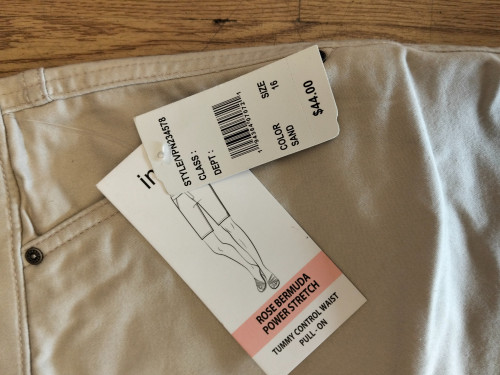 STYLE/VPN234578
CLASS :
DEPT :
COLOR
SAND
SIZE:
16
$44.00
in
ROSE BERMUDA
POWER STRETCH
TUMMY CONTROL WAIST
PULL - ON